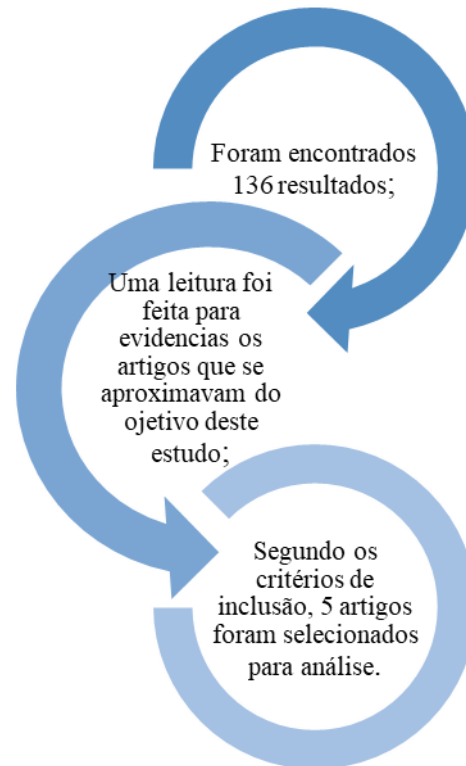 Foram encontrados
136 resultados;
Uma leitura foi
feita para
evidencias os
artigos que se
aproximavam do
ojetivo deste
estudo;
Segundo os
critérios de
inclusão, 5 artigos
foram selecionados
para análise.